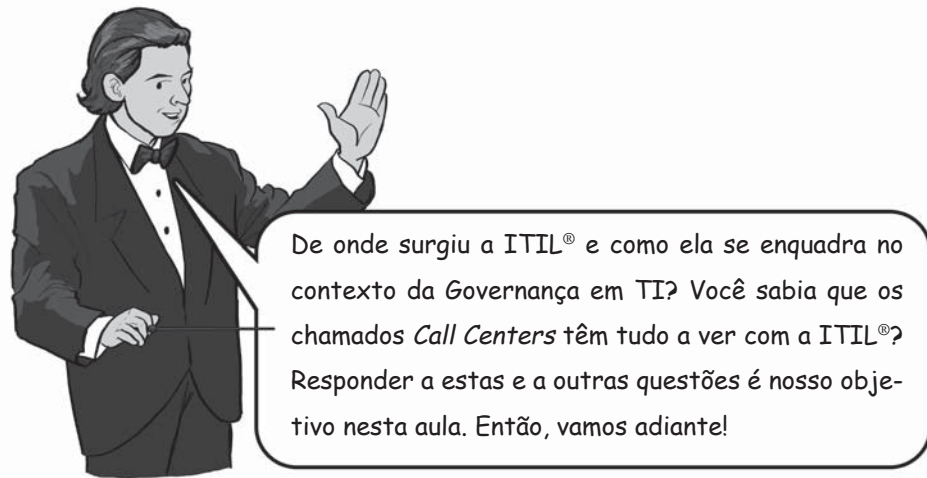 De onde surgiu a ITIL® e como ela se enquadra no
contexto da Governança em TI? Você sabia que os
chamados Call Centers têm tudo a ver com a ITIL®?
Responder a estas e a outras questões é nosso obje-
tivo nesta aula. Então, vamos adiante!